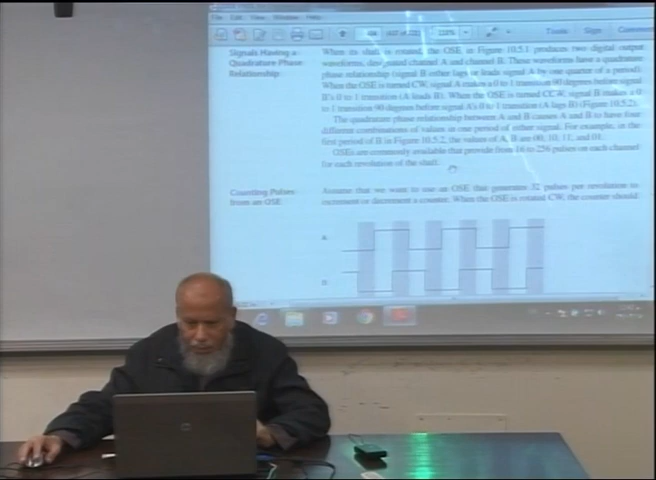 File Edit View Window Help
Tools Sign Comment
Signals Having a
Quadrature Phase
Relationship
When its shaft is rotated, the OSE in Figure 10.5.1 produces two digital output
waveforms, designated channel A and channel B. These waveforms have a quadrature
phase relationship (signal B either lags or leads signal A by one quarter of a period).
When the OSE is turned CW, signal A makes a 0 to 1 transition 90 degrees before signal
B's 0 to 1 transition (A leads B). When the OSE is turned CCW, signal B makes a 0
to 1 transition 90 degrees before signal A's 0 to 1 transition (A lags B) (Figure 10.5.2).
The quadrature phase relationship between A and B causes A and B to have four
different combinations of values in one period of either signal. For example, in the
first period of B in Figure 10.5.2, the values of A, B are 00, 10, 11, and 01.
OSEs are commonly available that provide from 16 to 256 pulses on each channel
for each revolution of the shaft.
Counting Pulses
from an OSE
Assume that we want to use an OSE that generates 32 pulses per revolution to
increment or decrement a counter. When the OSE is rotated CW, the counter should
A
B